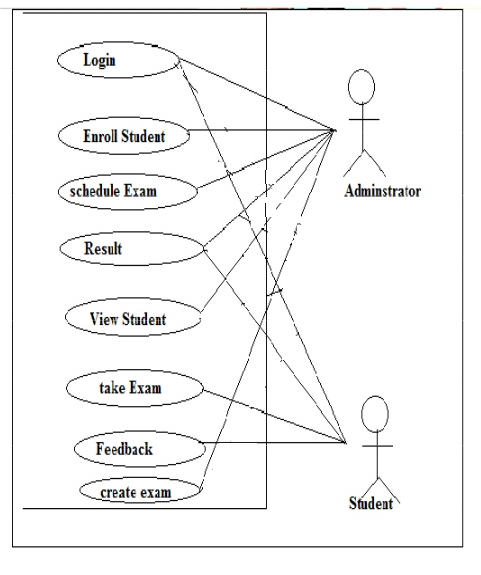 Login
Enroll Student
schedule Exam
Adminstrator
Result
View Student
take Exam
Feedback
create exam
Student